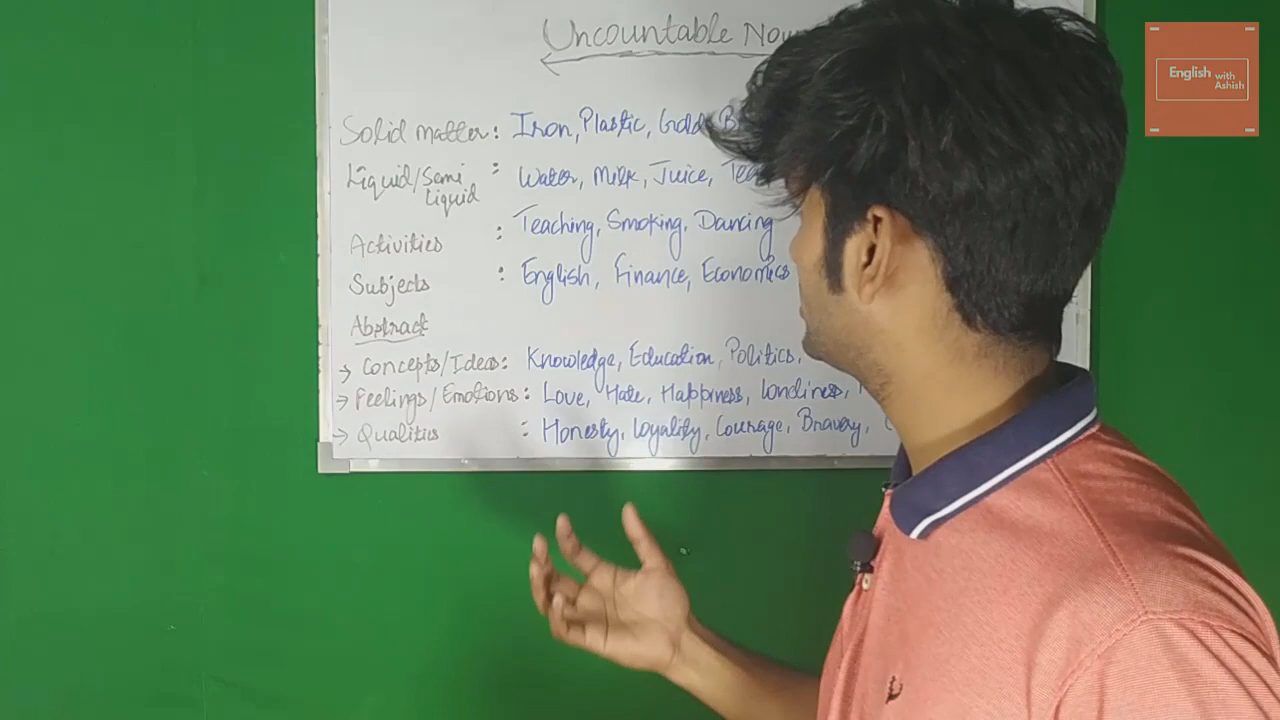 Uncountable
Solid matter: Iron, Plastic, Gold
Liquid/Semi Liquid : Water, Milk, Juice,
Activities : Teaching, Smoking, Dancing
Subjects : English, Finance, Economics
Abstract
→ Concepts/Ideas: Knowledge, Education, Politics,
→ Feelings/Emotions: Love, Hate, Happiness, loneliness,
→ Qualities : Honesty, loyality, Courage, Bravery,
English with Ashish